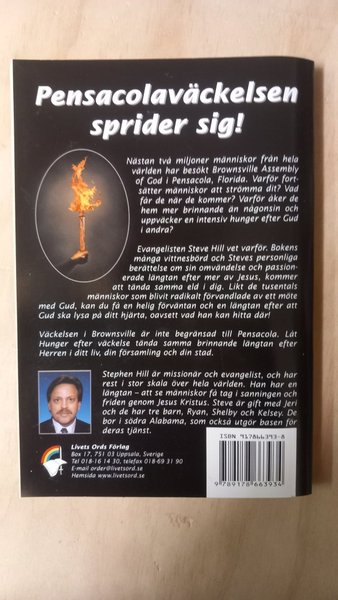 Pensacolaväckelsen
sprider sig!
Nästan två miljoner människor från hela
världen har besökt Brownsville Assembly
of God i Pensacola, Florida. Varför fort-
sätter människor att strömma dit? Vad
får de när de kommer? Varför åker de
hem mer brinnande än någonsin och
uppväcker en intensiv hunger efter Gud
i andra?
Evangelisten Steve Hill vet varför. Bokens
många vittnesbörd och Steves personliga
berättelse om sin omvändelse och passion-
erade längtan efter mer av Jesus, kommer
att tända samma eld i dig. Likt de tusentals
människor som blivit radikalt förvandlade av ett möte
med Gud, kan du få en helig förväntan och en längtan efter att
Gud ska lysa på ditt hjärta, oavsett vad han kan hitta där!
Väckelsen i Brownsville är inte begränsad till Pensacola. Låt
Hunger efter väckelse tända samma brinnande längtan efter
Herren i ditt liv, din församling och din stad.
Stephen Hill är missionär och evangelist, och har
rest i stor skala över hela världen. Han har en
längtan – att se människor få tag i sanningen och
friden genom Jesus Kristus. Steve är gift med Jeri
och de har tre barn, Ryan, Shelby och Kelsey. De
bor i södra Alabama, som också utgör basen för
deras tjänst.
Livets Ords Förlag
Box 17, 751 03 Uppsala, Sverige
Tel 018-16 14 30, telefax 018-69 31 90
E-mail order@livetsord.se
Hemsida www.livetsord.se
ISBN 917866393-8
9 789178 663934